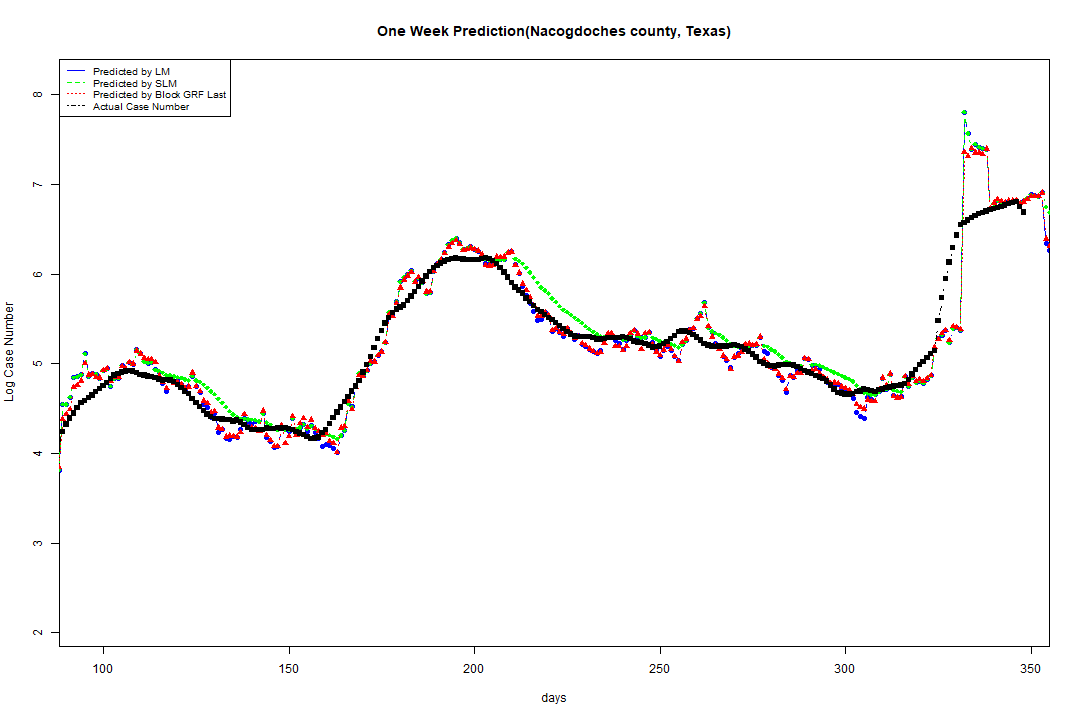 One Week Prediction(Nacogdoches county, Texas)
Predicted by LM
Predicted by SLM
Predicted by Block GRF Last
Actual Case Number
8
7
6
5
4
3
2
Log Case Number
100 150 200 250 300 350
days